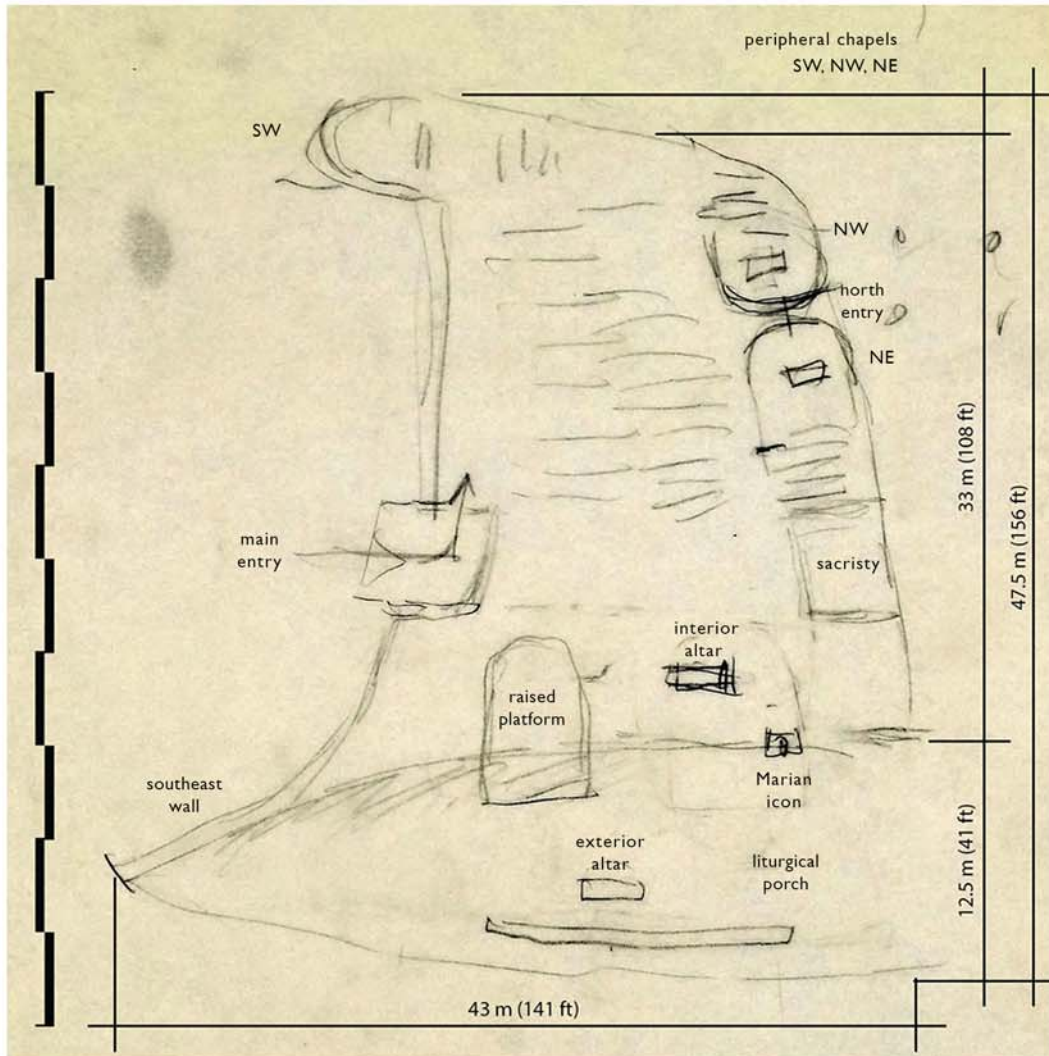 peripheral chapels
SW, NW, NE
SW
NW
north
entry
NE
33 m (108 ft)
47.5 m (156 ft)
main
entry
sacristy
interior
altar
raised
platform
southeast
wall
Marian
icon
exterior
altar
liturgical
porch
12.5 m (41 ft)
43 m (141 ft)